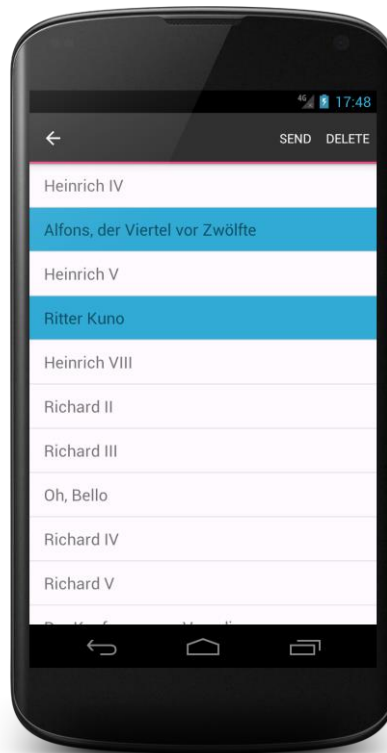 4G 17:48
SEND DELETE
Heinrich IV
Alfons, der Viertel vor Zwölfte
Heinrich V
Ritter Kuno
Heinrich VIII
Richard II
Richard III
Oh, Bello
Richard IV
Richard V